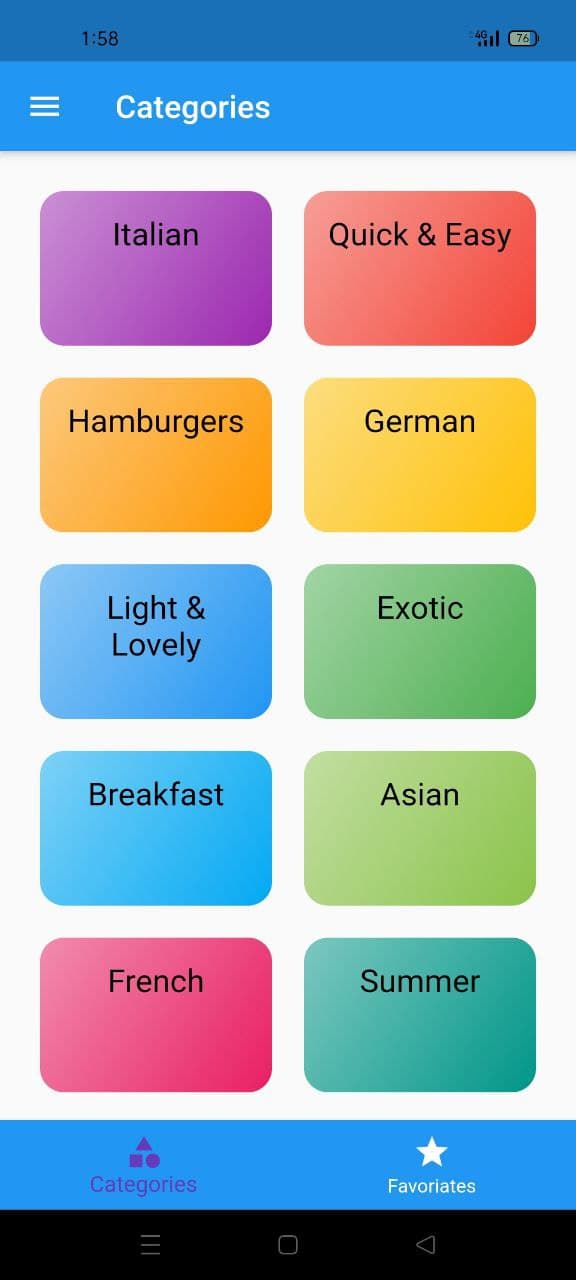 1:58
4G
76
Categories
Italian
Quick & Easy
Hamburgers
German
Light &
Lovely
Exotic
Breakfast
Asian
French
Summer
Categories
Favoriates